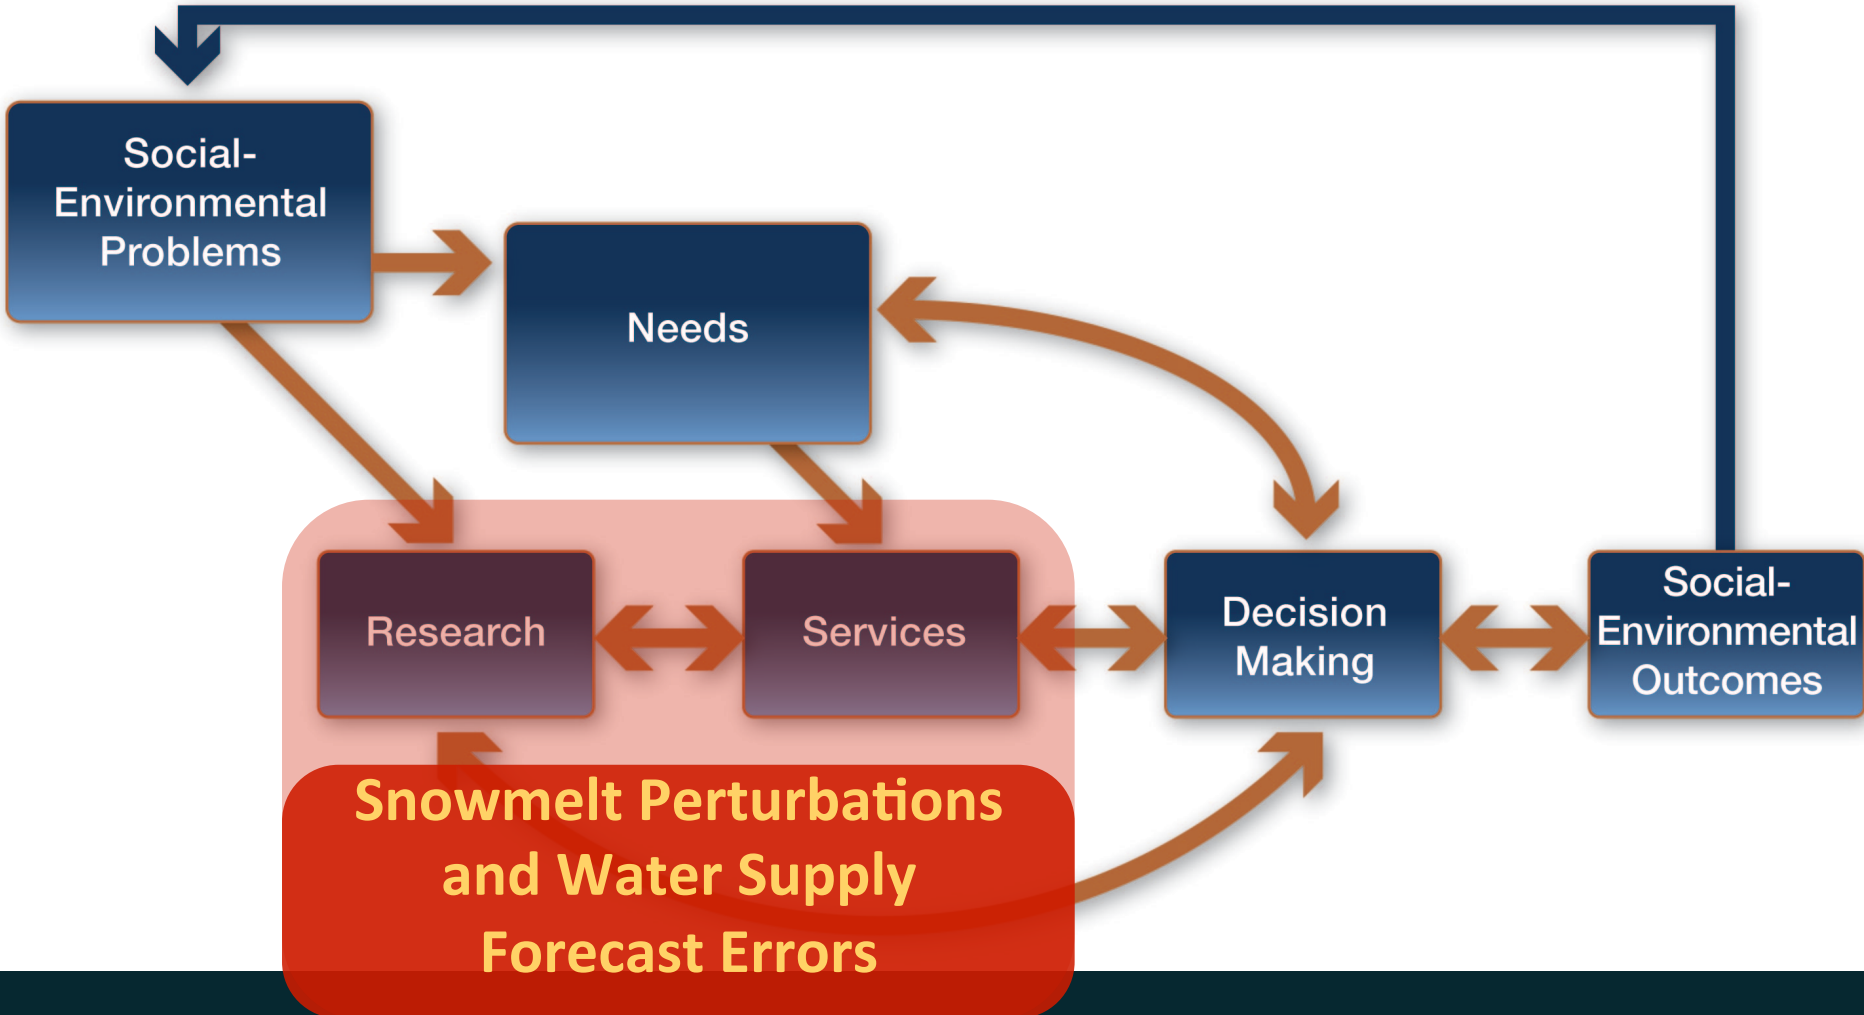 Social-
Environmental
Problems
Needs
Research
Services
Decision
Making
Social-
Environmental
Outcomes
Snowmelt Perturbations
and Water Supply
Forecast Errors